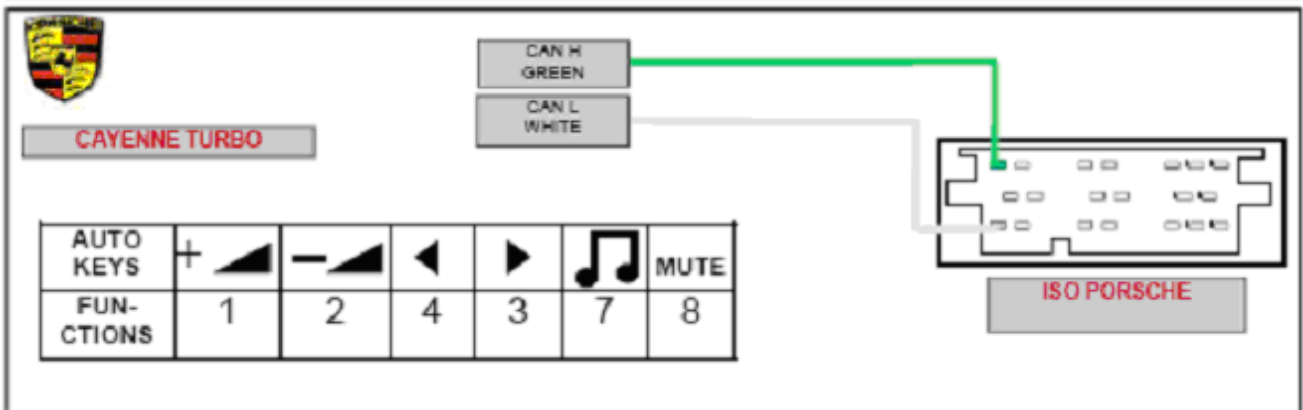 CAN H
GREEN
CAN L
WHITE
CAYENNE TURBO
ISO PORSCHE
AUTO KEYS + - MUTE
FUN-CTIONS 1 2 4 3 7 8